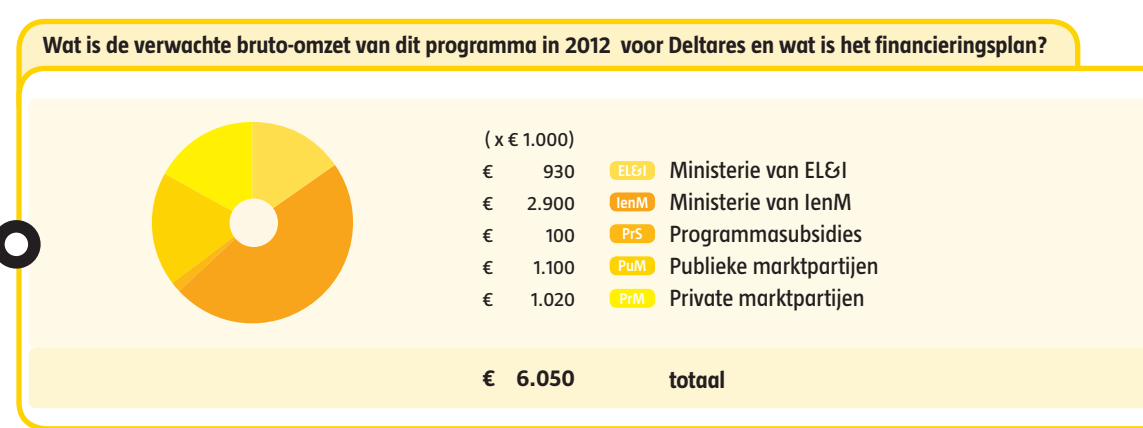 Wat is de verwachte bruto-omzet van dit programma in 2012 voor Deltares en wat is het financieringsplan?
( x € 1.000)
€ 930 EL&I Ministerie van EL&I
€ 2.900 IenM Ministerie van IenM
€ 100 PrS Programmasubsidies
€ 1.100 PuM Publieke marktpartijen
€ 1.020 PrM Private marktpartijen
€ 6.050 totaal